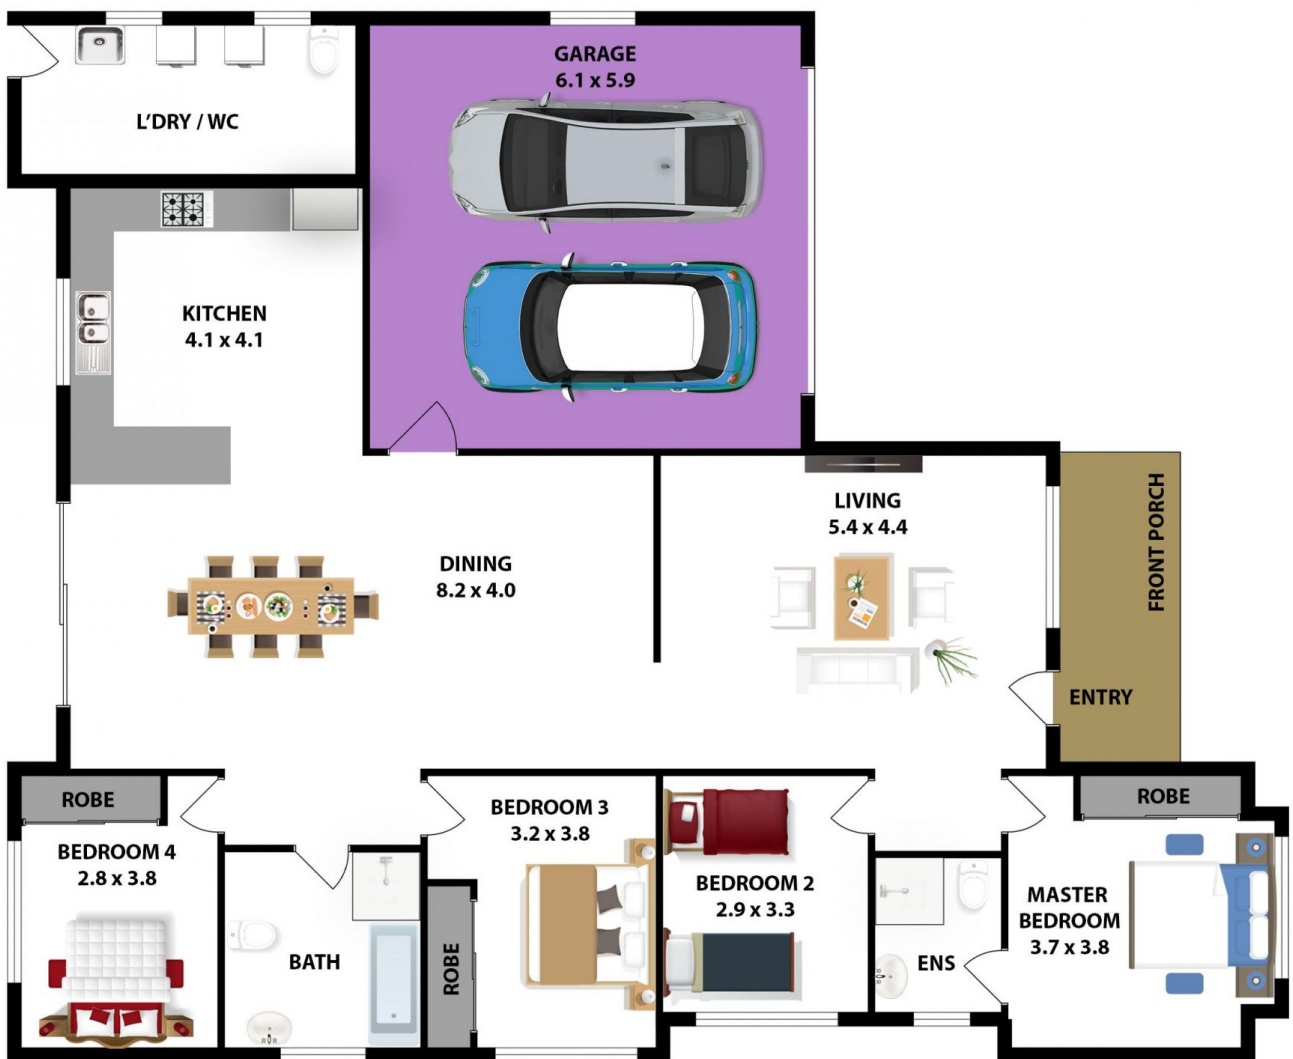 GARAGE
6.1 x 5.9
L'DRY / WC
KITCHEN
4.1 x 4.1
LIVING
5.4 x 4.4
FRONT PORCH
DINING
8.2 x 4.0
ENTRY
ROBE
BEDROOM 4
2.8 x 3.8
BATH
BEDROOM 3
3.2 x 3.8
ROBE
BEDROOM 2
2.9 x 3.3
ENS
ROBE
MASTER
BEDROOM
3.7 x 3.8